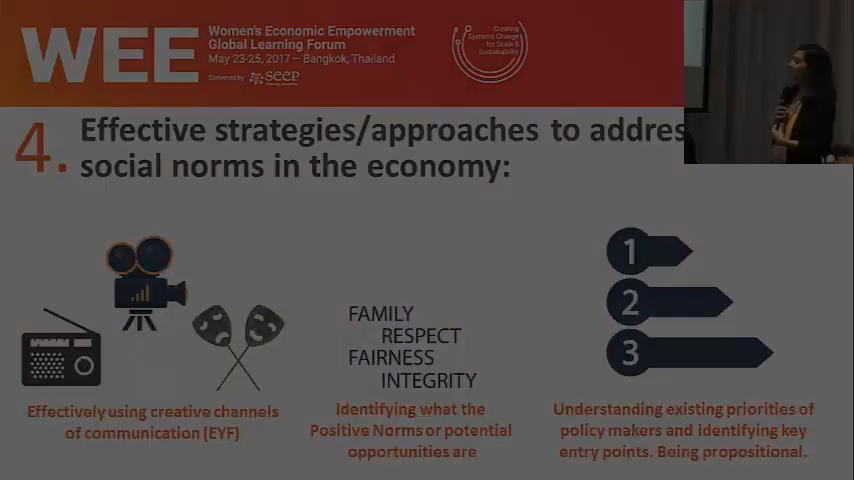 WEE
Women's Economic Empowerment
Global Learning Forum
May 23-25, 2017 – Bangkok, Thailand
Convened by SEEP
Creating
Systems Change
for Scale &
Sustainability
4. Effective strategies/approaches to addres
social norms in the economy:
1
2
3
FAMILY
RESPECT
FAIRNESS
INTEGRITY
Effectively using creative channels
of communication (EYF)
Identifying what the
Positive Norms or potential
opportunities are
Understanding existing priorities of
policy makers and identifying key
entry points. Being propositional.